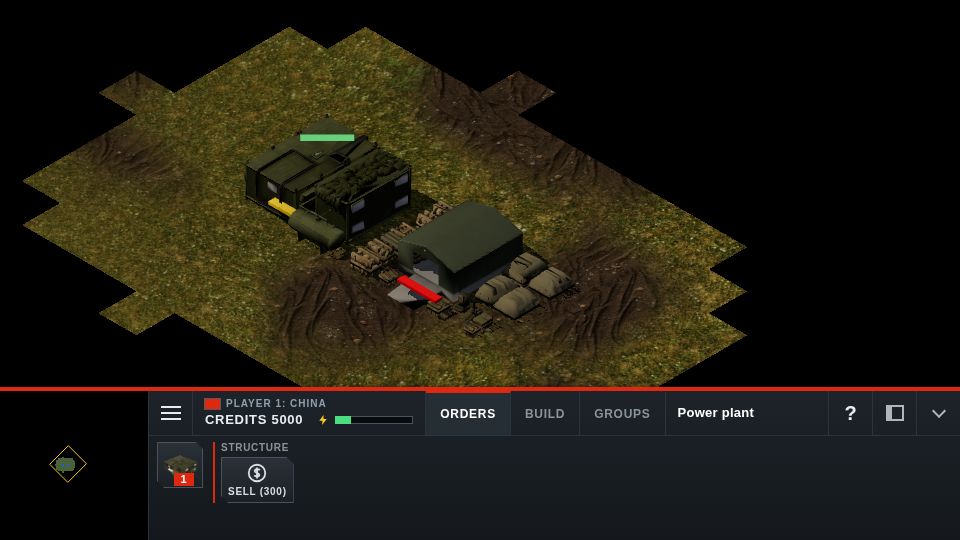 PLAYER 1: CHINA
CREDITS 5000
ORDERS
BUILD
GROUPS
Power plant
?
STRUCTURE
1
SELL (300)